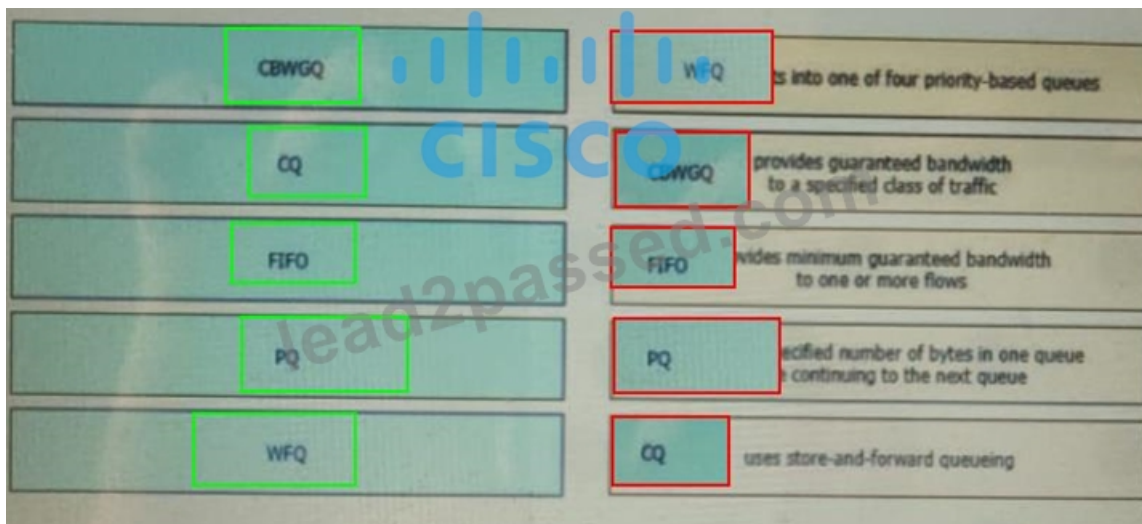 CBWGQ
WFQ
ts into one of four priority-based queues
CISCO
CQ
CBWGQ
provides guaranteed bandwidth
to a specified class of traffic
FIFO
FIFO
vides minimum guaranteed bandwidth
to one or more flows
PQ
PQ
ecified number of bytes in one queue
continuing to the next queue
WFQ
CQ
uses store-and-forward queueing
lead2passed.com